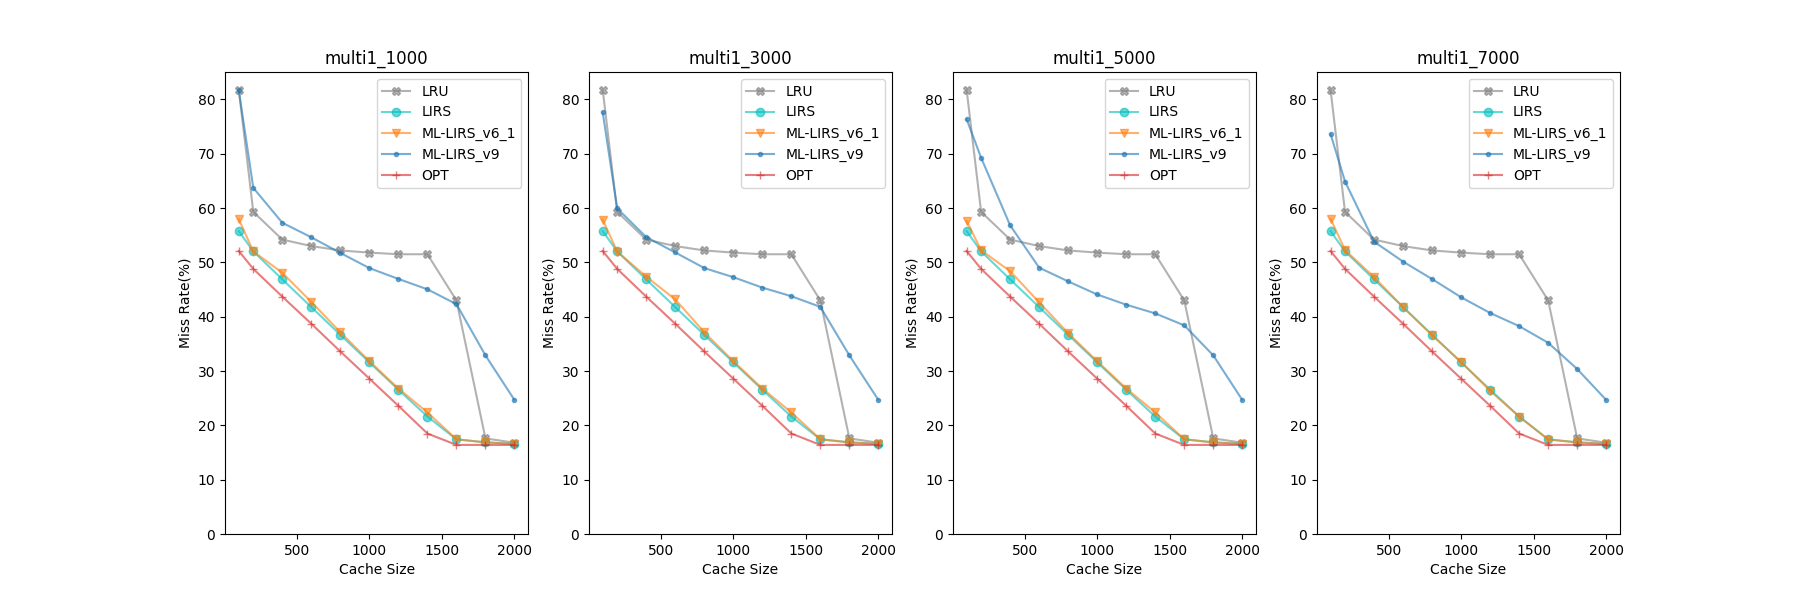 multi1_1000
80
70
60
50
40
30
20
10
0
Miss Rate(%)
500
1000
1500
2000
Cache Size
LRU
LIRS
ML-LIRS_v6_1
ML-LIRS_v9
OPT
multi1_3000
80
70
60
50
40
30
20
10
0
Miss Rate(%)
500
1000
1500
2000
Cache Size
LRU
LIRS
ML-LIRS_v6_1
ML-LIRS_v9
OPT
multi1_5000
80
70
60
50
40
30
20
10
0
Miss Rate(%)
500
1000
1500
2000
Cache Size
LRU
LIRS
ML-LIRS_v6_1
ML-LIRS_v9
OPT
multi1_7000
80
70
60
50
40
30
20
10
0
Miss Rate(%)
500
1000
1500
2000
Cache Size
LRU
LIRS
ML-LIRS_v6_1
ML-LIRS_v9
OPT